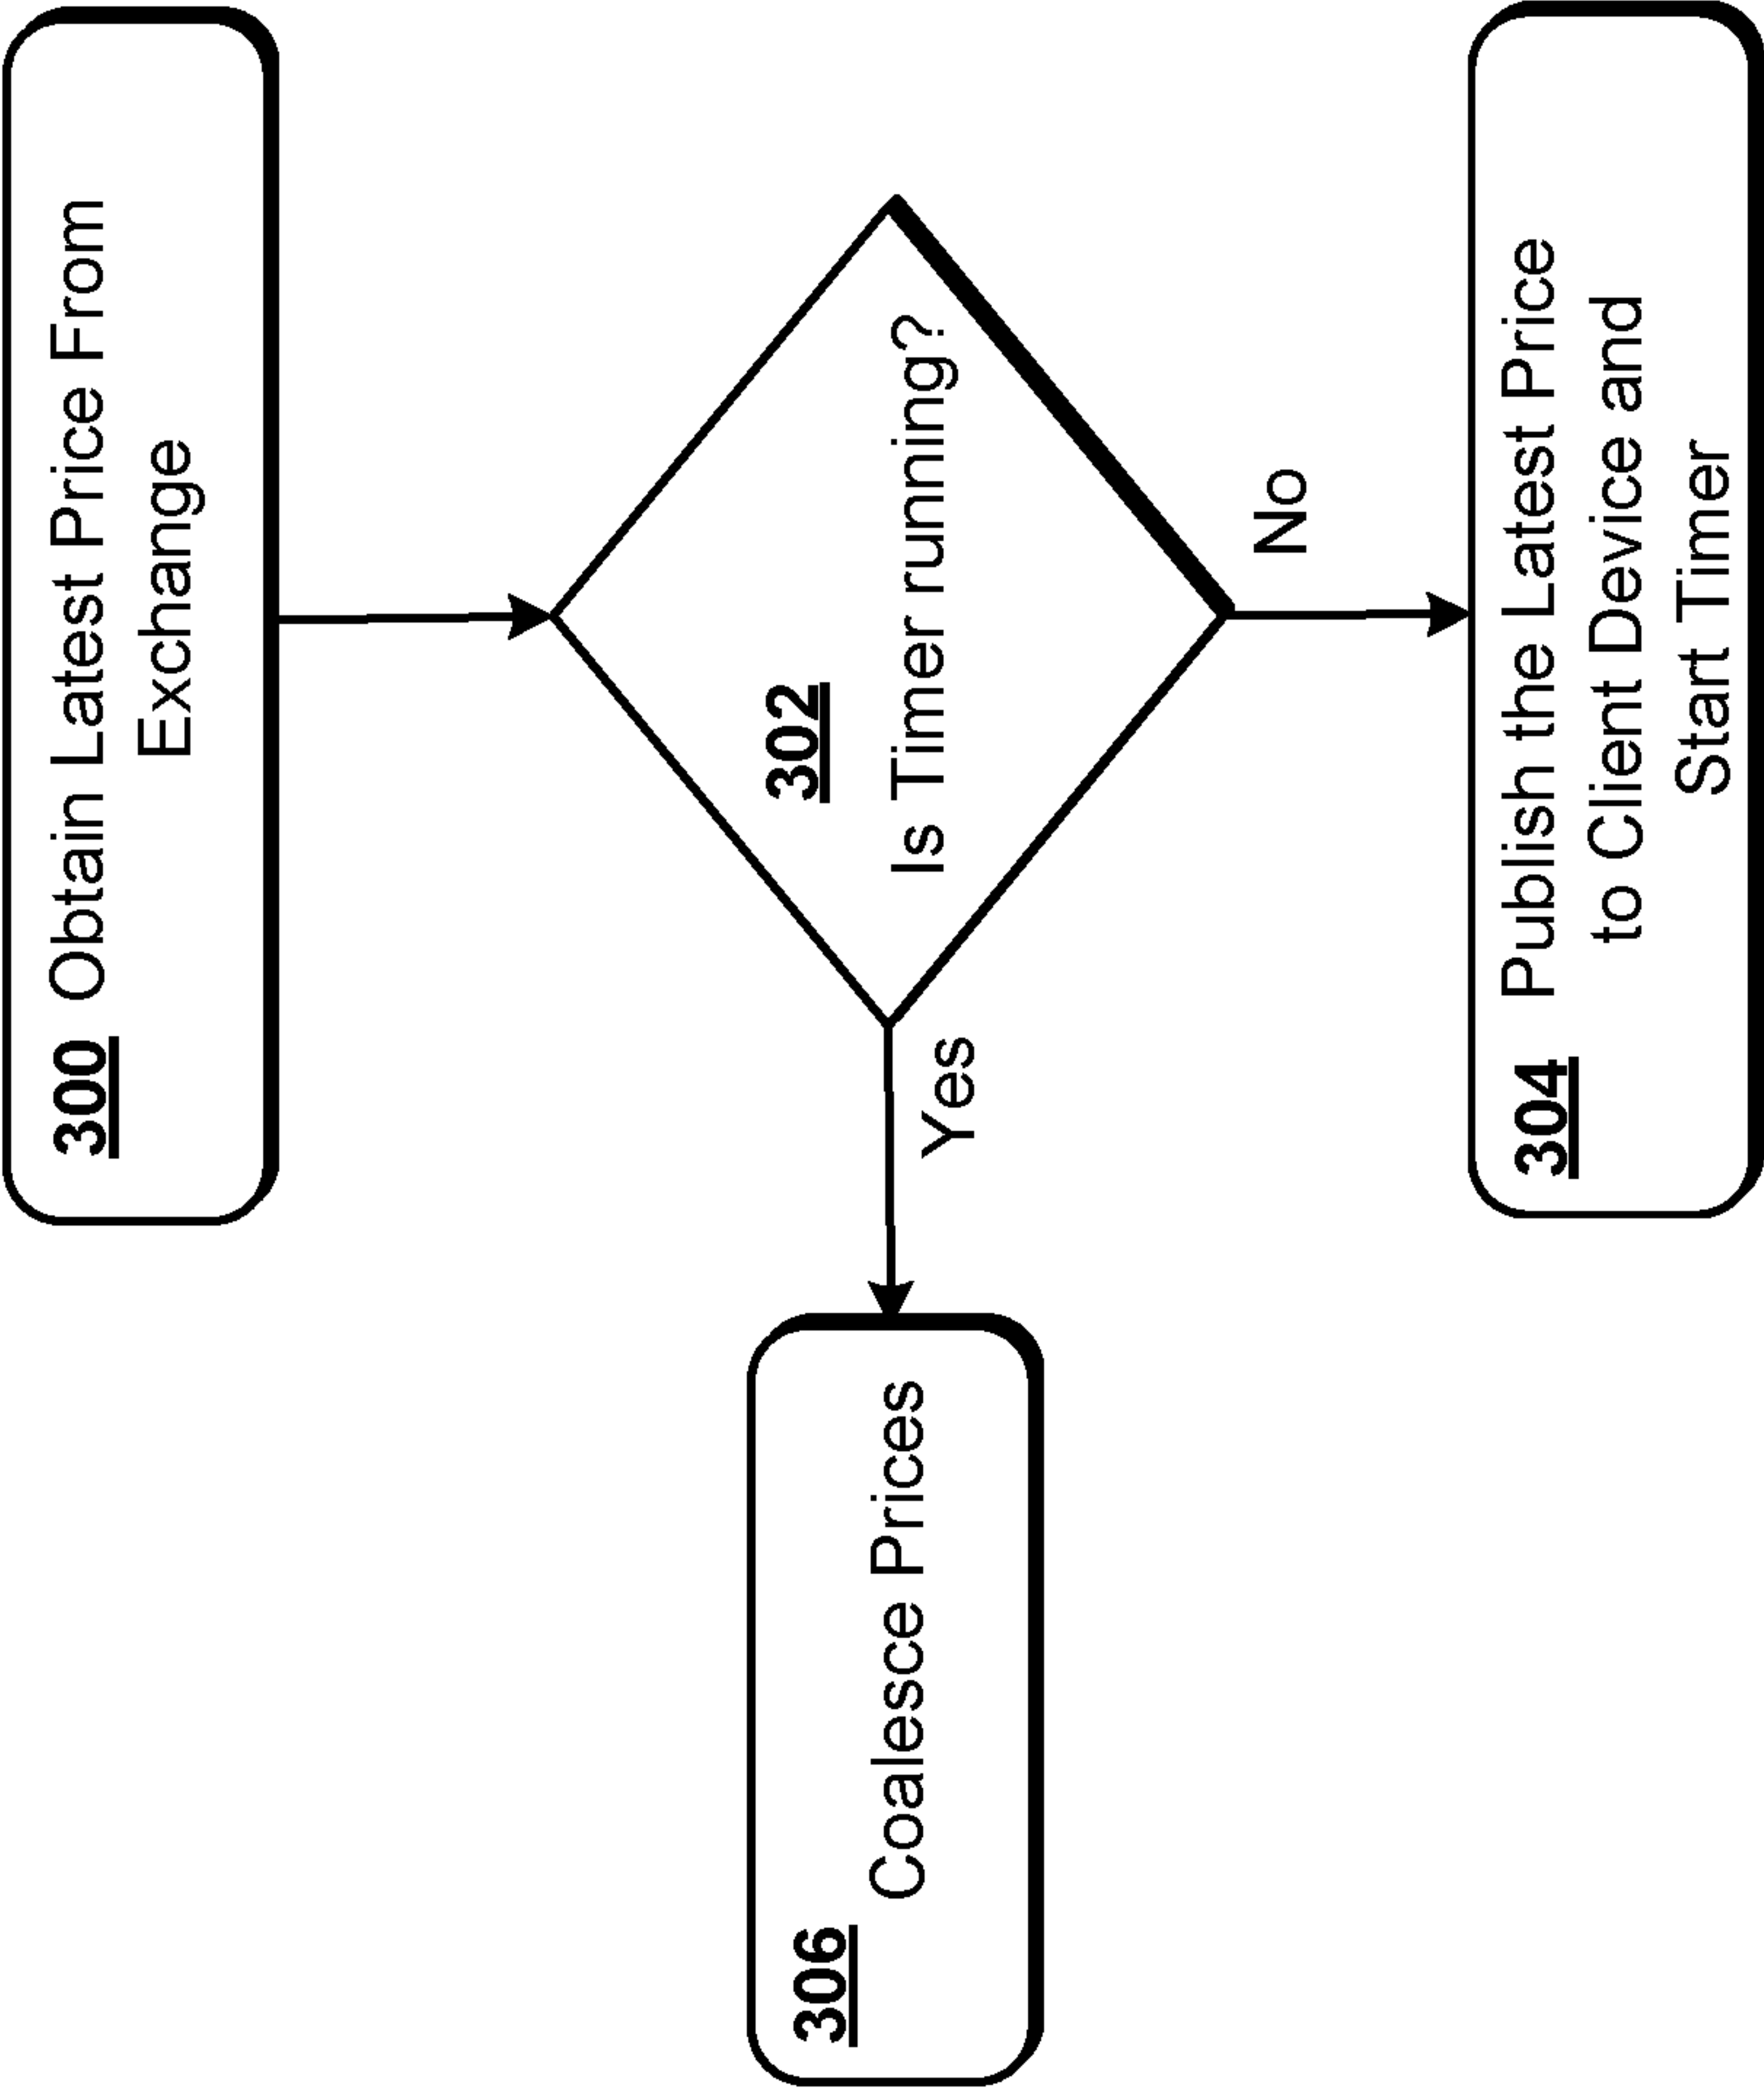 300 Obtain Latest Price From
Exchange
302
Is Timer running?
Yes
No
306
Coalesce Prices
304 Publish the Latest Price
to Client Device and
Start Timer